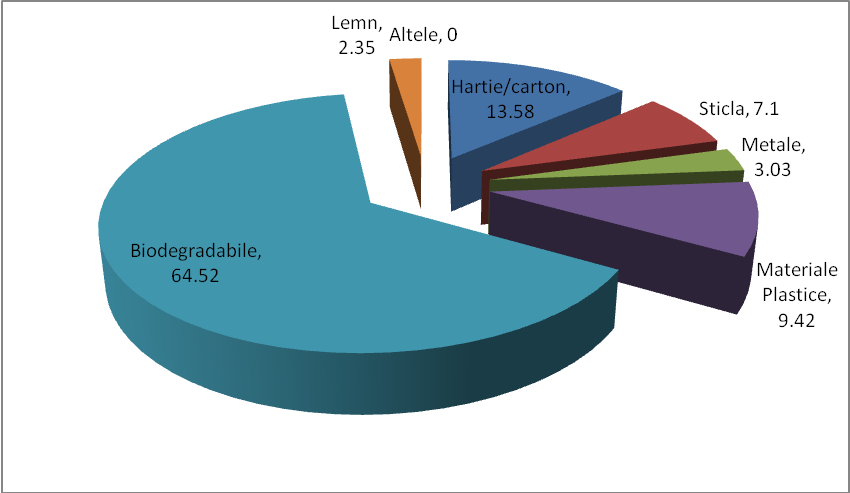 Lemn,
2.35
Altele, 0
Hartie/carton,
13.58
Sticla, 7.1
Metale,
3.03
Materiale
Plastice,
9.42
Biodegradabile,
64.52